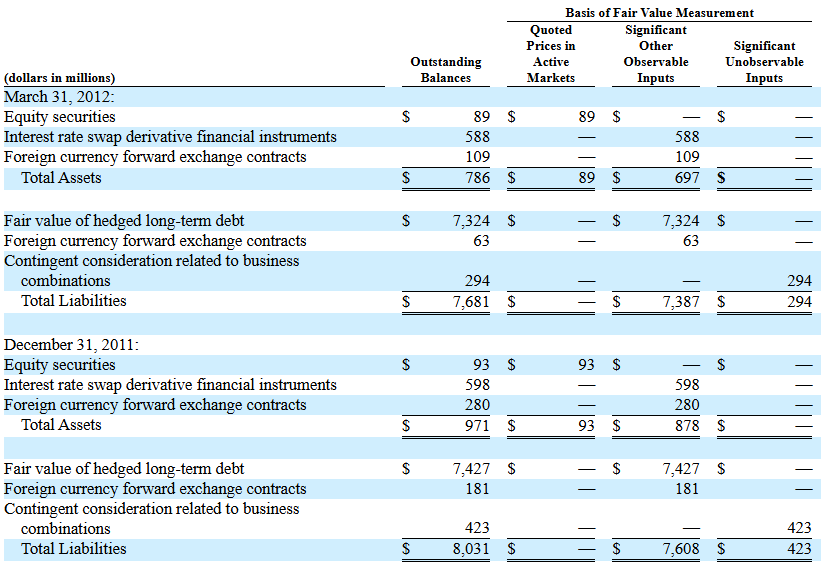 Basis of Fair Value Measurement
Quoted Significant
Prices in Other Significant
Outstanding Active Observable Unobservable
(dollars in millions) Balances Markets Inputs Inputs
March 31, 2012:
Equity securities $ 89 $ 89 $ — $ —
Interest rate swap derivative financial instruments 588 — 588 —
Foreign currency forward exchange contracts 109 — 109 —
Total Assets $ 786 $ 89 $ 697 $ —
Fair value of hedged long-term debt $ 7,324 $ — $ 7,324 $ —
Foreign currency forward exchange contracts 63 — 63 —
Contingent consideration related to business
combinations 294 — — 294
Total Liabilities $ 7,681 $ — $ 7,387 $ 294
December 31, 2011:
Equity securities $ 93 $ 93 $ — $ —
Interest rate swap derivative financial instruments 598 — 598 —
Foreign currency forward exchange contracts 280 — 280 —
Total Assets $ 971 $ 93 $ 878 $ —
Fair value of hedged long-term debt $ 7,427 $ — $ 7,427 $ —
Foreign currency forward exchange contracts 181 — 181 —
Contingent consideration related to business
combinations 423 — — 423
Total Liabilities $ 8,031 $ — $ 7,608 $ 423